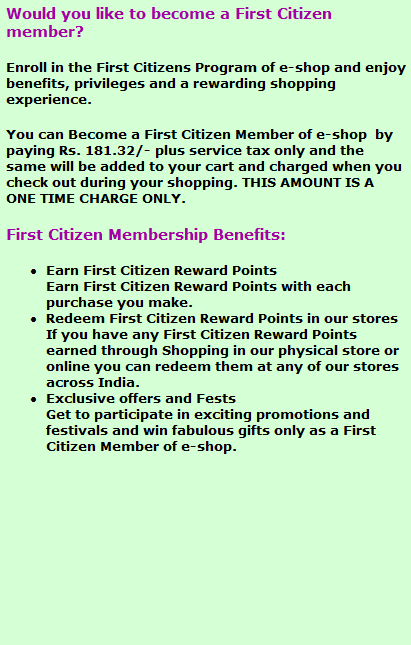 Would you like to become a First Citizen
member?
Enroll in the First Citizens Program of e-shop and enjoy
benefits, privileges and a rewarding shopping
experience.
You can Become a First Citizen Member of e-shop  by
paying Rs. 181.32/- plus service tax only and the
same will be added to your cart and charged when you
check out during your shopping. THIS AMOUNT IS A
ONE TIME CHARGE ONLY.
First Citizen Membership Benefits:
• Earn First Citizen Reward Points
Earn First Citizen Reward Points with each
purchase you make.
• Redeem First Citizen Reward Points in our stores
If you have any First Citizen Reward Points
earned through Shopping in our physical store or
online you can redeem them at any of our stores
across India.
• Exclusive offers and Fests
Get to participate in exciting promotions and
festivals and win fabulous gifts only as a First
Citizen Member of e-shop.